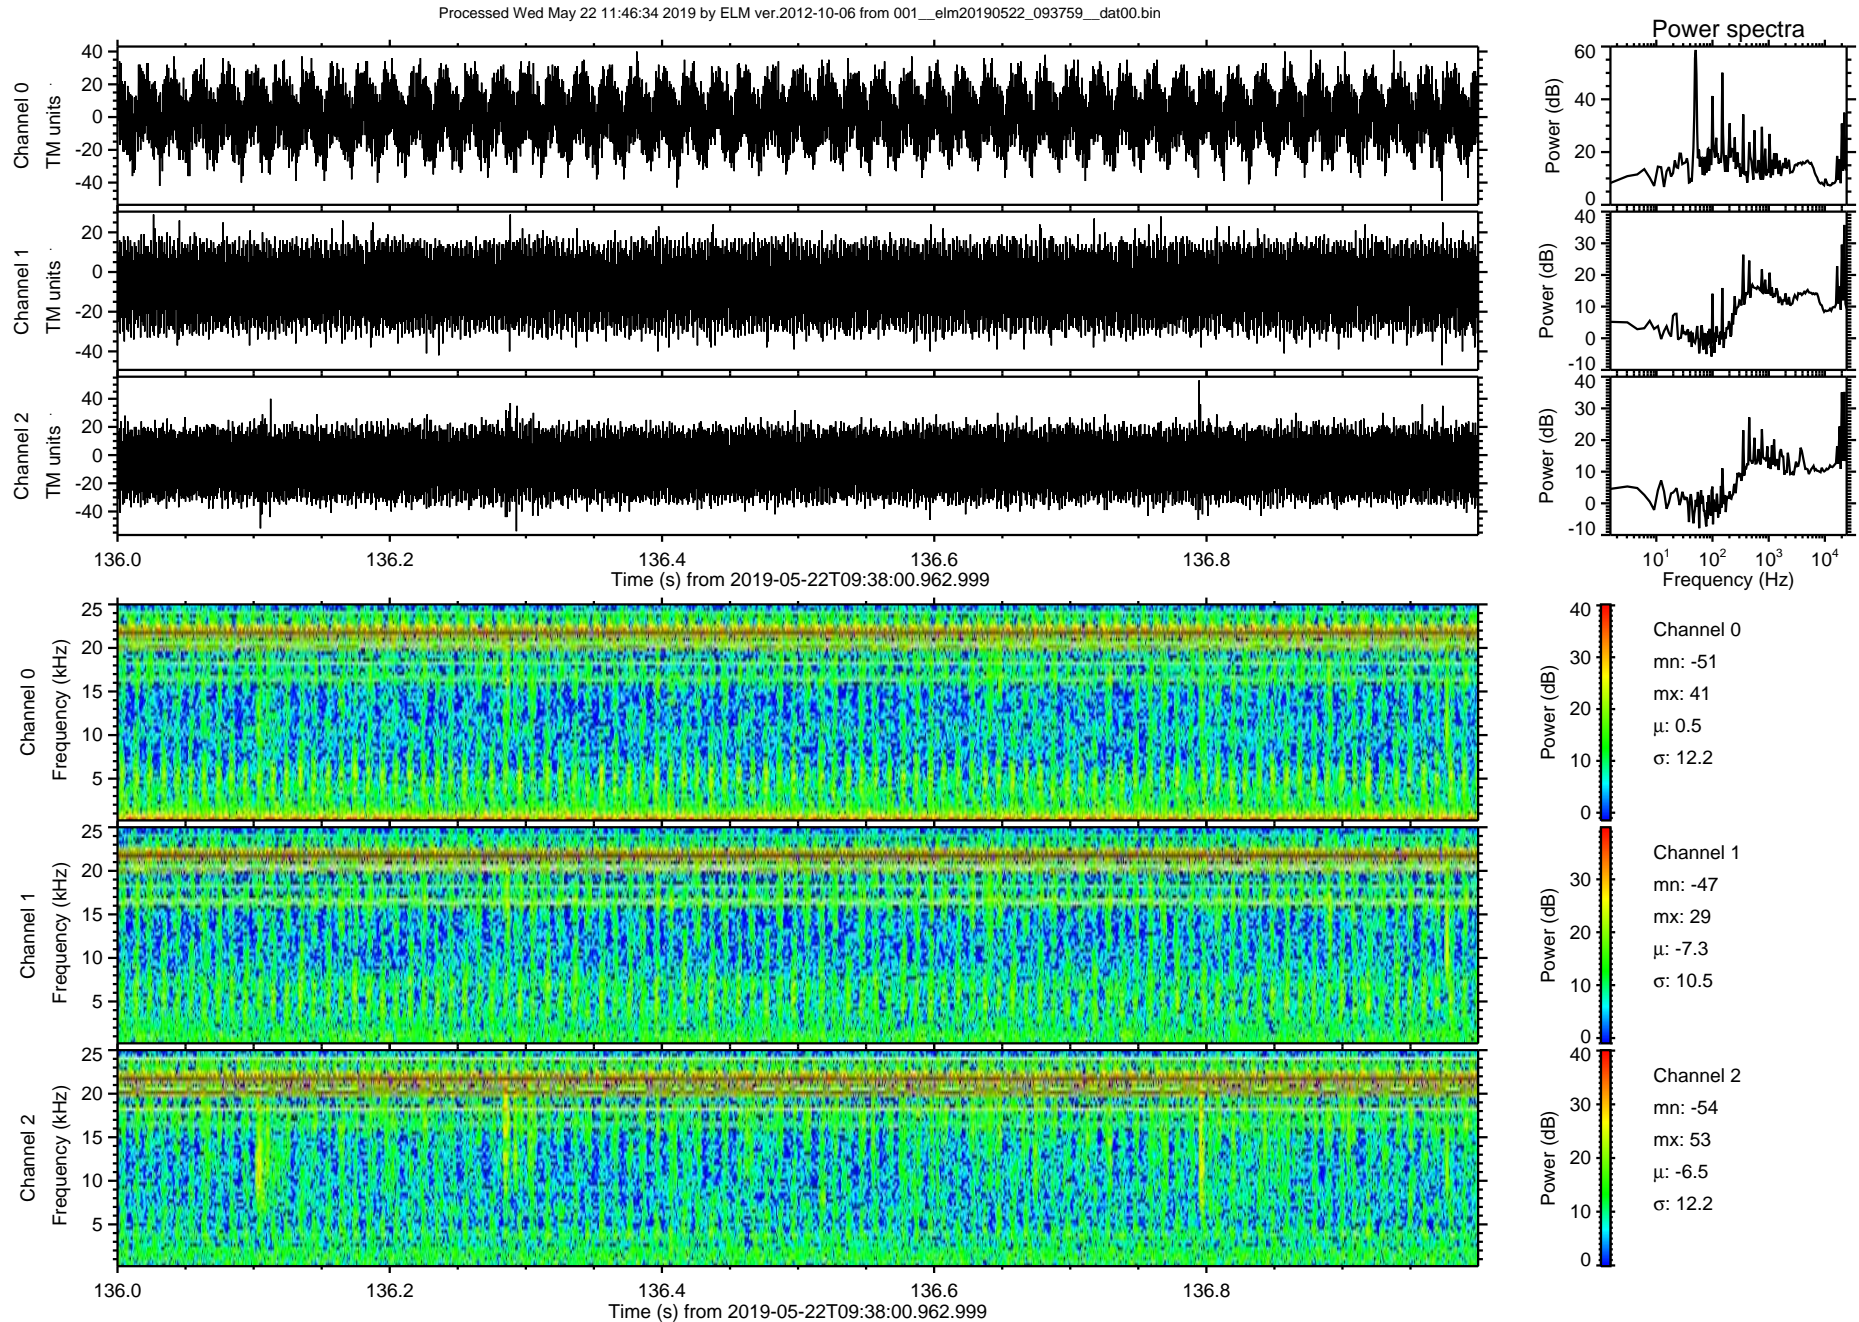 Processed Wed May 22 11:46:34 2019 by ELM ver.2012-10-06 from 001__elm20190522_093759__dat00.bin
Power spectra
Channel 0
TM units
40
20
0
-20
-40
Power (dB)
60
40
20
0
Channel 1
TM units
20
0
-20
-40
Power (dB)
40
30
20
10
0
-10
Channel 2
TM units
40
20
0
-20
-40
Power (dB)
40
30
20
10
0
-10
136.0 136.2 136.4 136.6 136.8
Time (s) from 2019-05-22T09:38:00.962.999
10¹ 10² 10³ 10⁴
Frequency (Hz)
Channel 0
Frequency (kHz)
25
20
15
10
5
Power (dB)
40
30
20
10
0
Channel 0
mn: -51
mx: 41
μ: 0.5
σ: 12.2
Channel 1
Frequency (kHz)
25
20
15
10
5
Power (dB)
30
20
10
0
Channel 1
mn: -47
mx: 29
μ: -7.3
σ: 10.5
Channel 2
Frequency (kHz)
25
20
15
10
5
Power (dB)
40
30
20
10
0
Channel 2
mn: -54
mx: 53
μ: -6.5
σ: 12.2
136.0 136.2 136.4 136.6 136.8
Time (s) from 2019-05-22T09:38:00.962.999